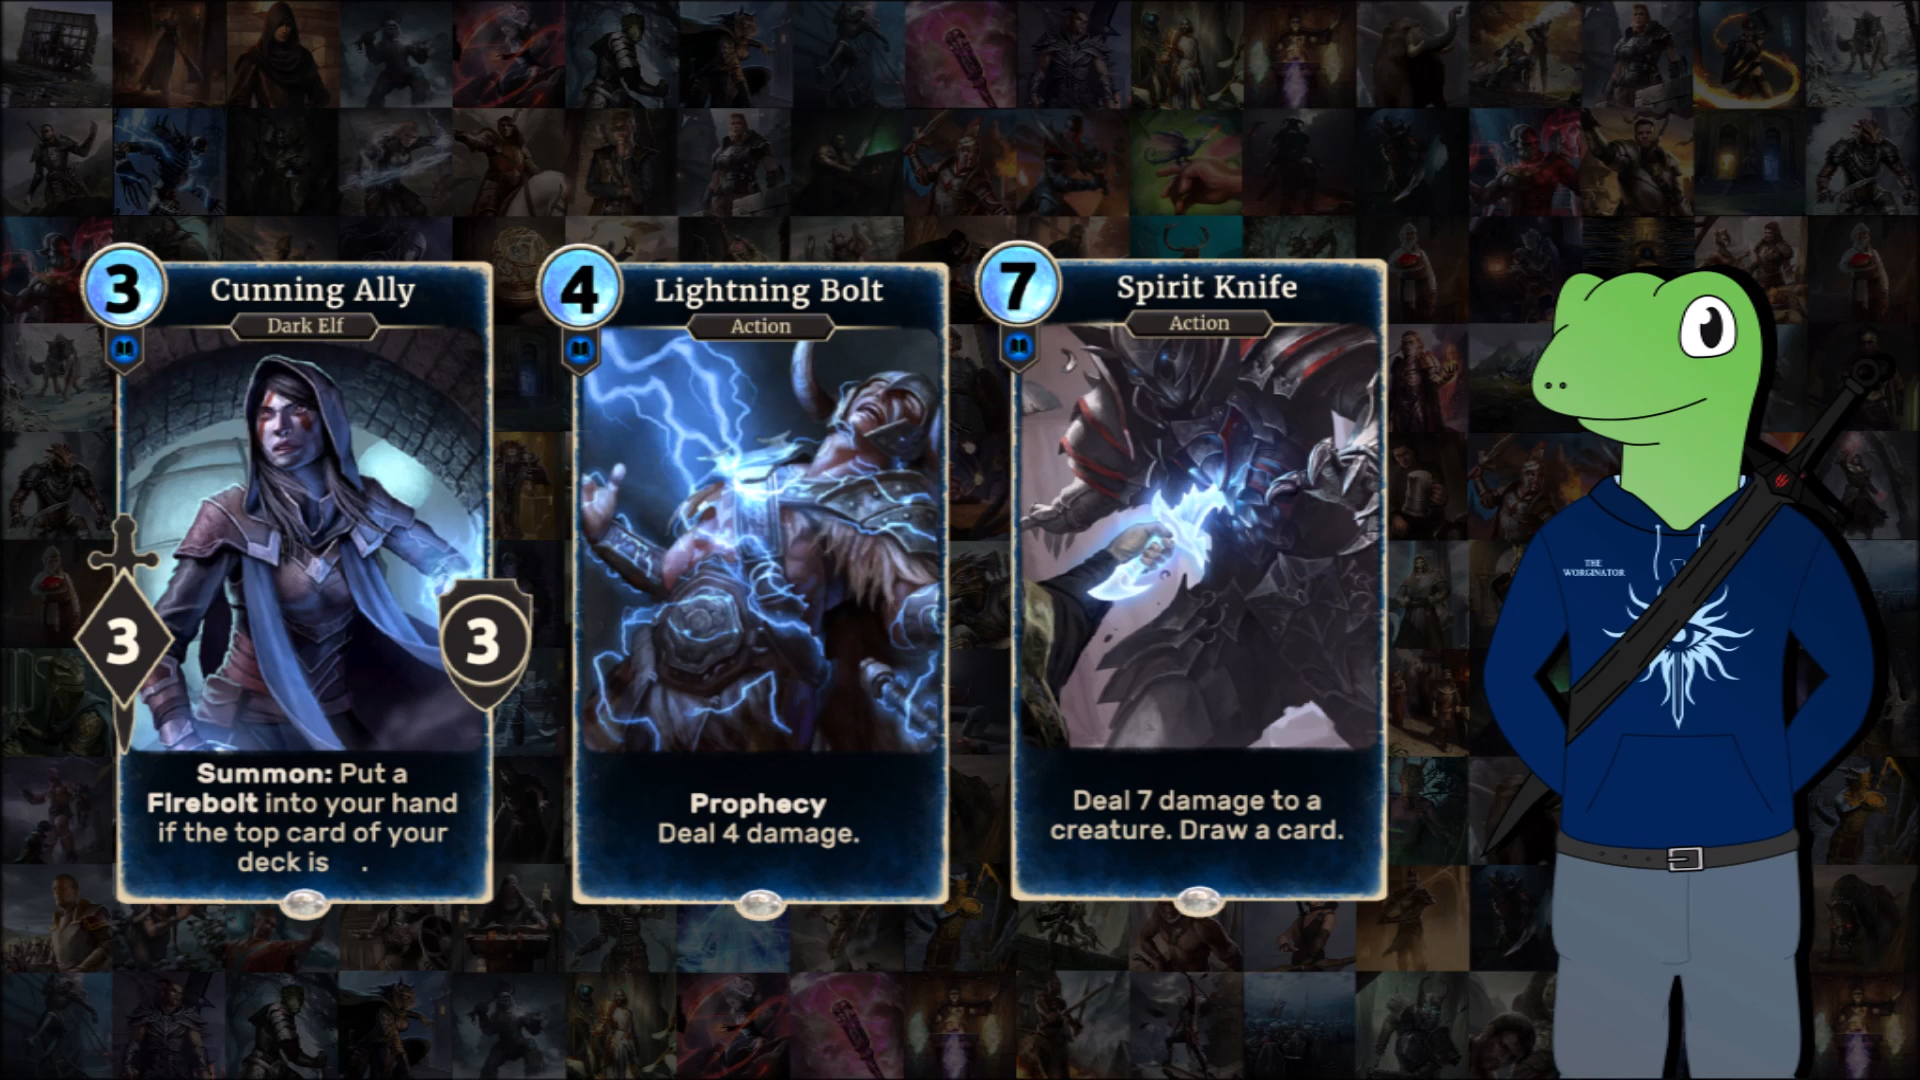 3
Cunning Ally
Dark Elf
3
3
Summon: Put a
Firebolt into your hand
if the top card of your
deck is .
4
Lightning Bolt
Action
Prophecy
Deal 4 damage.
7
Spirit Knife
Action
Deal 7 damage to a
creature. Draw a card.
THE
WORGINATOR